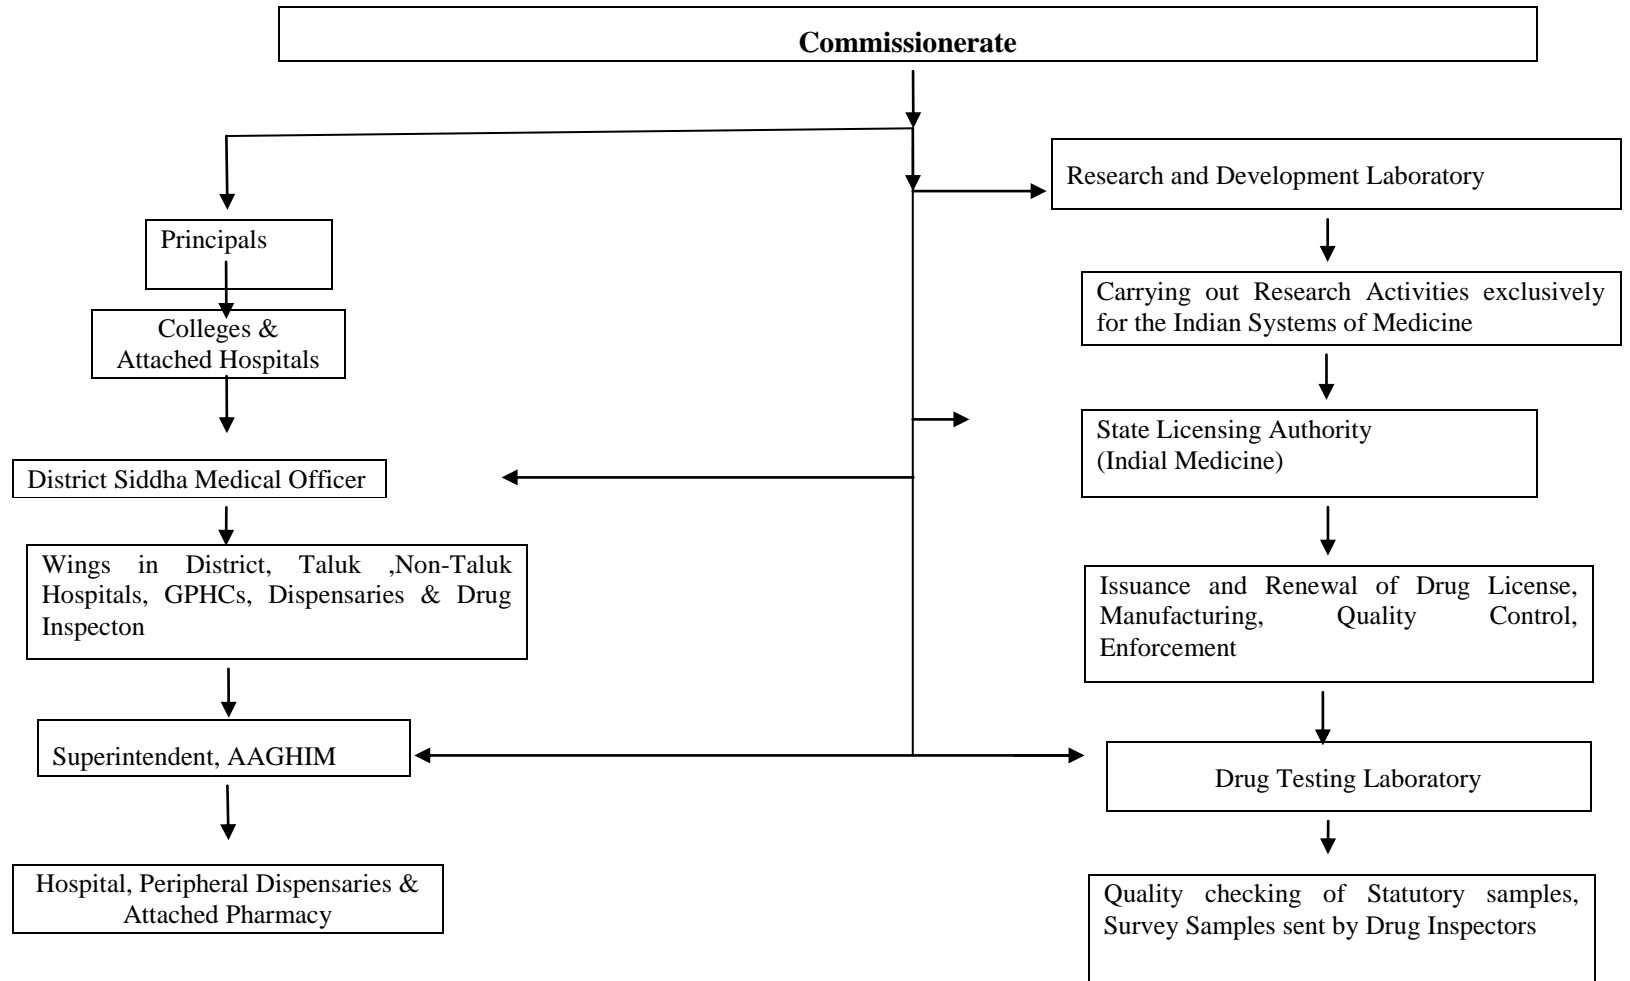 Commissionerate
Principals
Colleges &
Attached Hospitals
District Siddha Medical Officer
Wings in District, Taluk ,Non-Taluk
Hospitals, GPHCs, Dispensaries & Drug
Inspecton
Superintendent, AAGHIM
Hospital, Peripheral Dispensaries &
Attached Pharmacy
Research and Development Laboratory
Carrying out Research Activities exclusively
for the Indian Systems of Medicine
State Licensing Authority
(Indial Medicine)
Issuance and Renewal of Drug License,
Manufacturing, Quality Control,
Enforcement
Drug Testing Laboratory
Quality checking of Statutory samples,
Survey Samples sent by Drug Inspectors